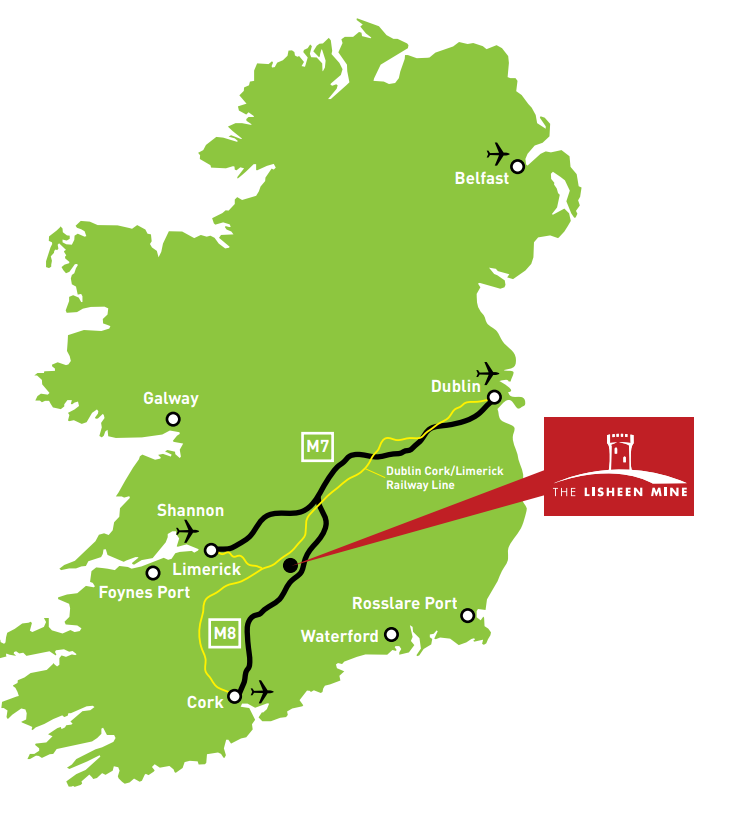 Belfast
Dublin
Galway
M7
Dublin Cork/Limerick
Railway Line
THE LISHEEN MINE
Shannon
Limerick
Foynes Port
Rosslare Port
M8
Waterford
Cork